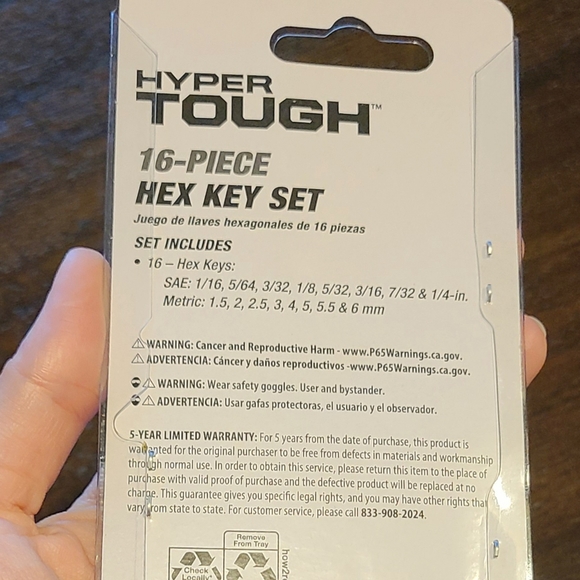 HYPER
TOUGH™
16-PIECE
HEX KEY SET
Juego de llaves hexagonales de 16 piezas
SET INCLUDES
• 16 – Hex Keys:
SAE: 1/16, 5/64, 3/32, 1/8, 5/32, 3/16, 7/32 & 1/4-in.
Metric: 1.5, 2, 2.5, 3, 4, 5, 5.5 & 6 mm
⚠WARNING: Cancer and Reproductive Harm - www.P65Warnings.ca.gov.
⚠ADVERTENCIA: Cáncer y daños reproductivos -www.P65Warnings.ca.gov.
⚠ WARNING: Wear safety goggles. User and bystander.
⚠ ADVERTENCIA: Usar gafas protectoras, el usuario y el observador.
5-YEAR LIMITED WARRANTY: For 5 years from the date of purchase, this product is
warranted for the original purchaser to be free from defects in materials and workmanship
through normal use. In order to obtain this service, please return this item to the place of
purchase with valid proof of purchase and the defective product will be replaced at no
charge. This guarantee gives you specific legal rights, and you may have other rights that
vary from state to state. For customer service, please call 833-908-2024.
Remove
From Tray
Check
Locally*